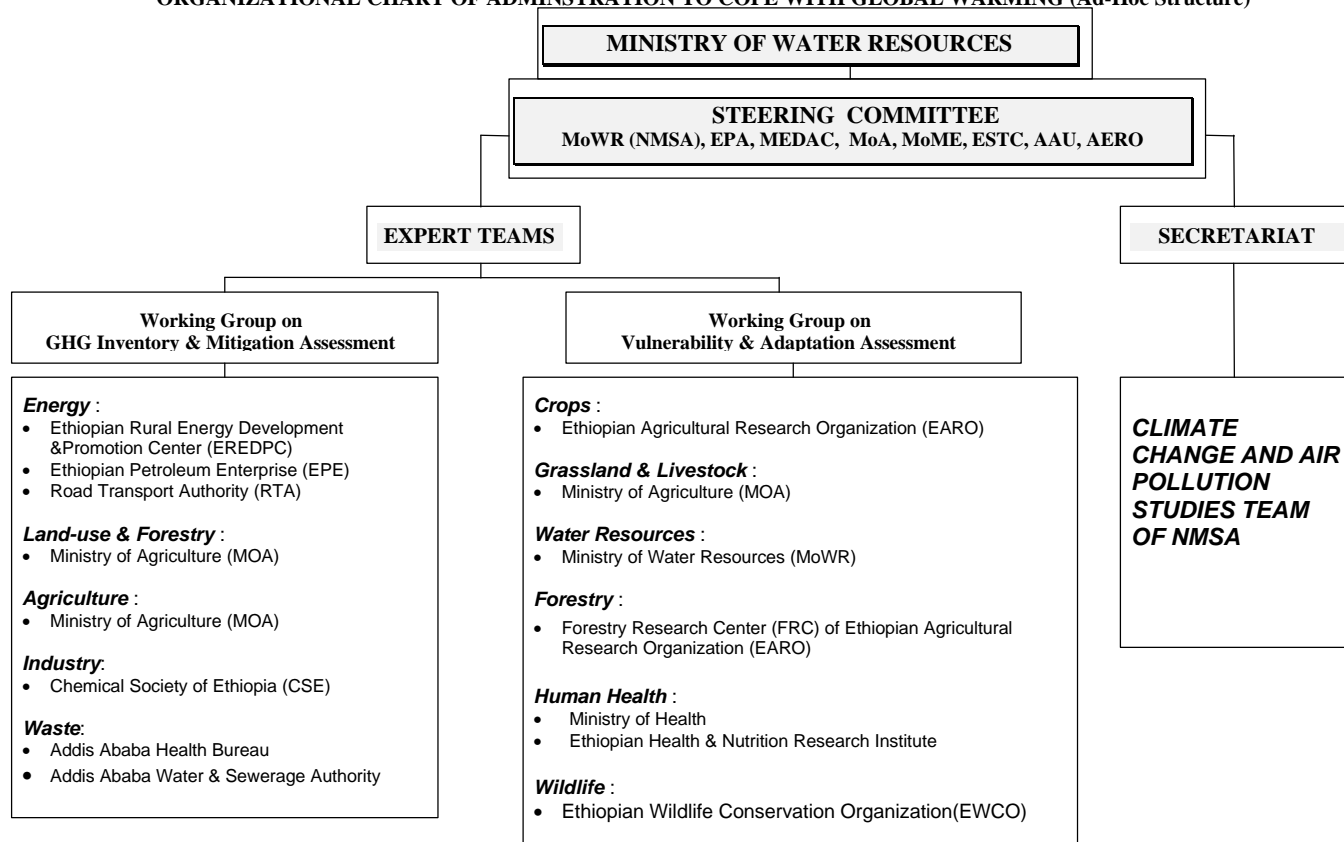 ORGANIZATIONAL CHART OF ADMINSTRATION TO COPE WITH GLOBAL WARMING (Ad-Hoc Structure)
MINISTRY OF WATER RESOURCES
STEERING COMMITTEE
MoWR (NMSA), EPA, MEDAC, MoA, MoME, ESTC, AAU, AERO
EXPERT TEAMS
SECRETARIAT
Working Group on
GHG Inventory & Mitigation Assessment
Working Group on
Vulnerability & Adaptation Assessment
Energy :
• Ethiopian Rural Energy Development
&Promotion Center (EREDPC)
• Ethiopian Petroleum Enterprise (EPE)
• Road Transport Authority (RTA)
Land-use & Forestry :
• Ministry of Agriculture (MOA)
Agriculture :
• Ministry of Agriculture (MOA)
Industry:
• Chemical Society of Ethiopia (CSE)
Waste:
• Addis Ababa Health Bureau
• Addis Ababa Water & Sewerage Authority
Crops :
• Ethiopian Agricultural Research Organization (EARO)
Grassland & Livestock :
• Ministry of Agriculture (MOA)
Water Resources :
• Ministry of Water Resources (MoWR)
Forestry :
• Forestry Research Center (FRC) of Ethiopian Agricultural
Research Organization (EARO)
Human Health :
• Ministry of Health
• Ethiopian Health & Nutrition Research Institute
Wildlife :
• Ethiopian Wildlife Conservation Organization(EWCO)
CLIMATE
CHANGE AND AIR
POLLUTION
STUDIES TEAM
OF NMSA